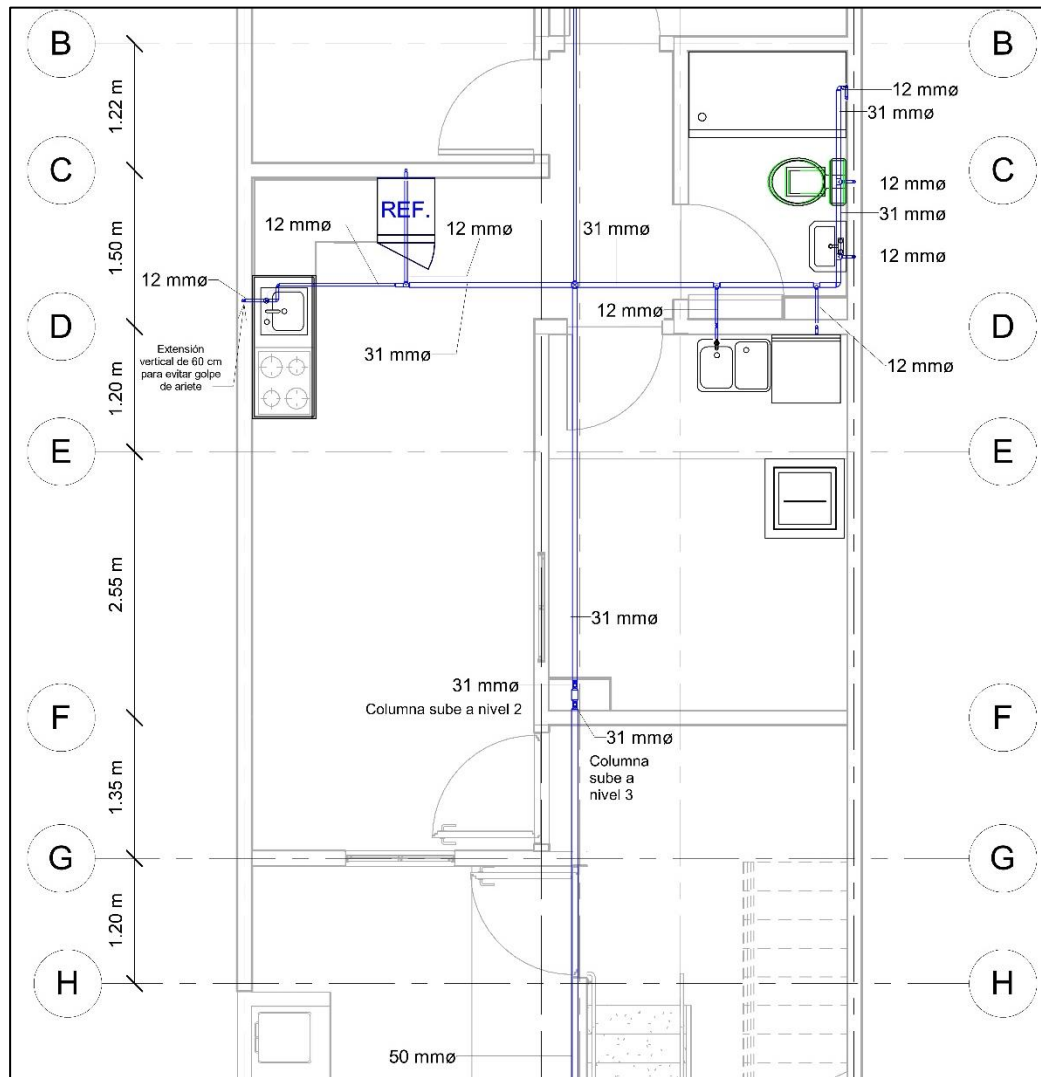 B
B
1.22 m
12 mmø
31 mmø
C
C
12 mmø
REF.
31 mmø
1.50 m
12 mmø
12 mmø
31 mmø
12 mmø
12 mmø
D
12 mmø
D
Extensión
vertical de 60 cm
para evitar golpe
de ariete
31 mmø
12 mmø
1.20 m
E
E
2.55 m
31 mmø
31 mmø
Columna sube a nivel 2
F
F
31 mmø
Columna
sube a
nivel 3
1.35 m
G
G
1.20 m
H
H
50 mmø